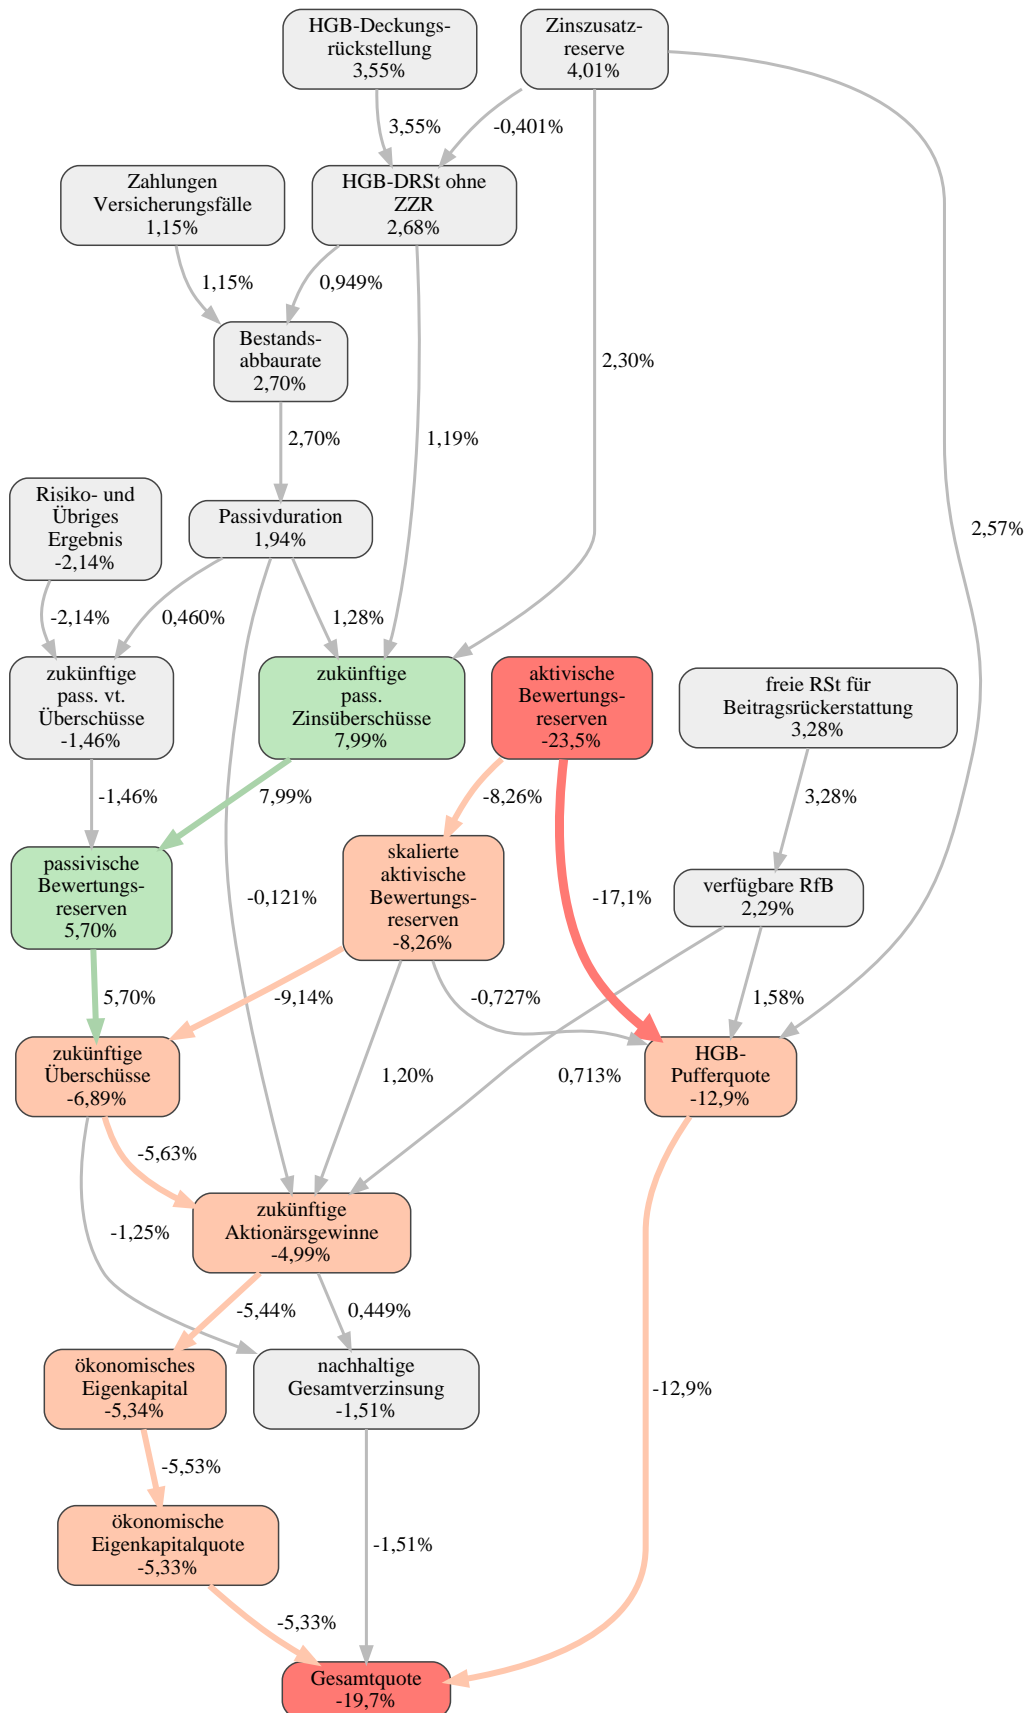 HGB-Deckungs-
rückstellung
3,55%
Zinszusatz-
reserve
4,01%
3,55%
-0,401%
Zahlungen
Versicherungsfälle
1,15%
HGB-DRSt ohne
ZZR
2,68%
1,15%
0,949%
Bestands-
abbaurate
2,70%
2,30%
2,70%
1,19%
Risiko- und
Übriges
Ergebnis
-2,14%
Passivduration
1,94%
2,57%
-2,14%
0,460%
1,28%
zukünftige
pass. vt.
Überschüsse
-1,46%
zukünftige
pass.
Zinsüberschüsse
7,99%
aktivische
Bewertungs-
reserven
-23,5%
freie RSt für
Beitragsrückerstattung
3,28%
-1,46%
7,99%
-8,26%
3,28%
passivische
Bewertungs-
reserven
5,70%
-0,121%
skalierte
aktivische
Bewertungs-
reserven
-8,26%
-17,1%
verfügbare RfB
2,29%
5,70%
-9,14%
-0,727%
1,58%
zukünftige
Überschüsse
-6,89%
1,20%
0,713%
HGB-
Pufferquote
-12,9%
-5,63%
-1,25%
zukünftige
Aktionärsgewinne
-4,99%
-5,44%
0,449%
ökonomisches
Eigenkapital
-5,34%
nachhaltige
Gesamtverzinsung
-1,51%
-12,9%
-5,53%
ökonomische
Eigenkapitalquote
-5,33%
-1,51%
-5,33%
Gesamtquote
-19,7%